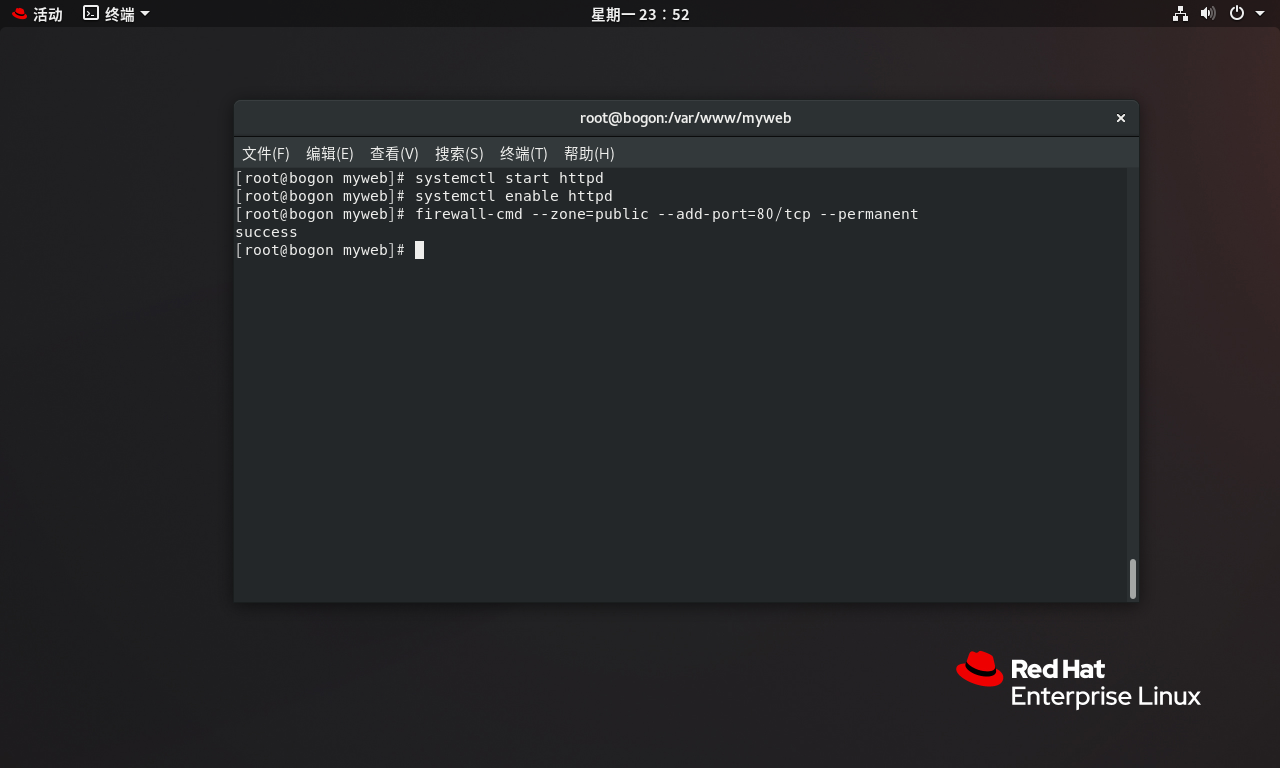 活动 终端 星期一 23：52
root@bogon:/var/www/myweb
文件(F) 编辑(E) 查看(V) 搜索(S) 终端(T) 帮助(H)
[root@bogon myweb]# systemctl start httpd
[root@bogon myweb]# systemctl enable httpd
[root@bogon myweb]# firewall-cmd --zone=public --add-port=80/tcp --permanent
success
[root@bogon myweb]#
Red Hat
Enterprise Linux